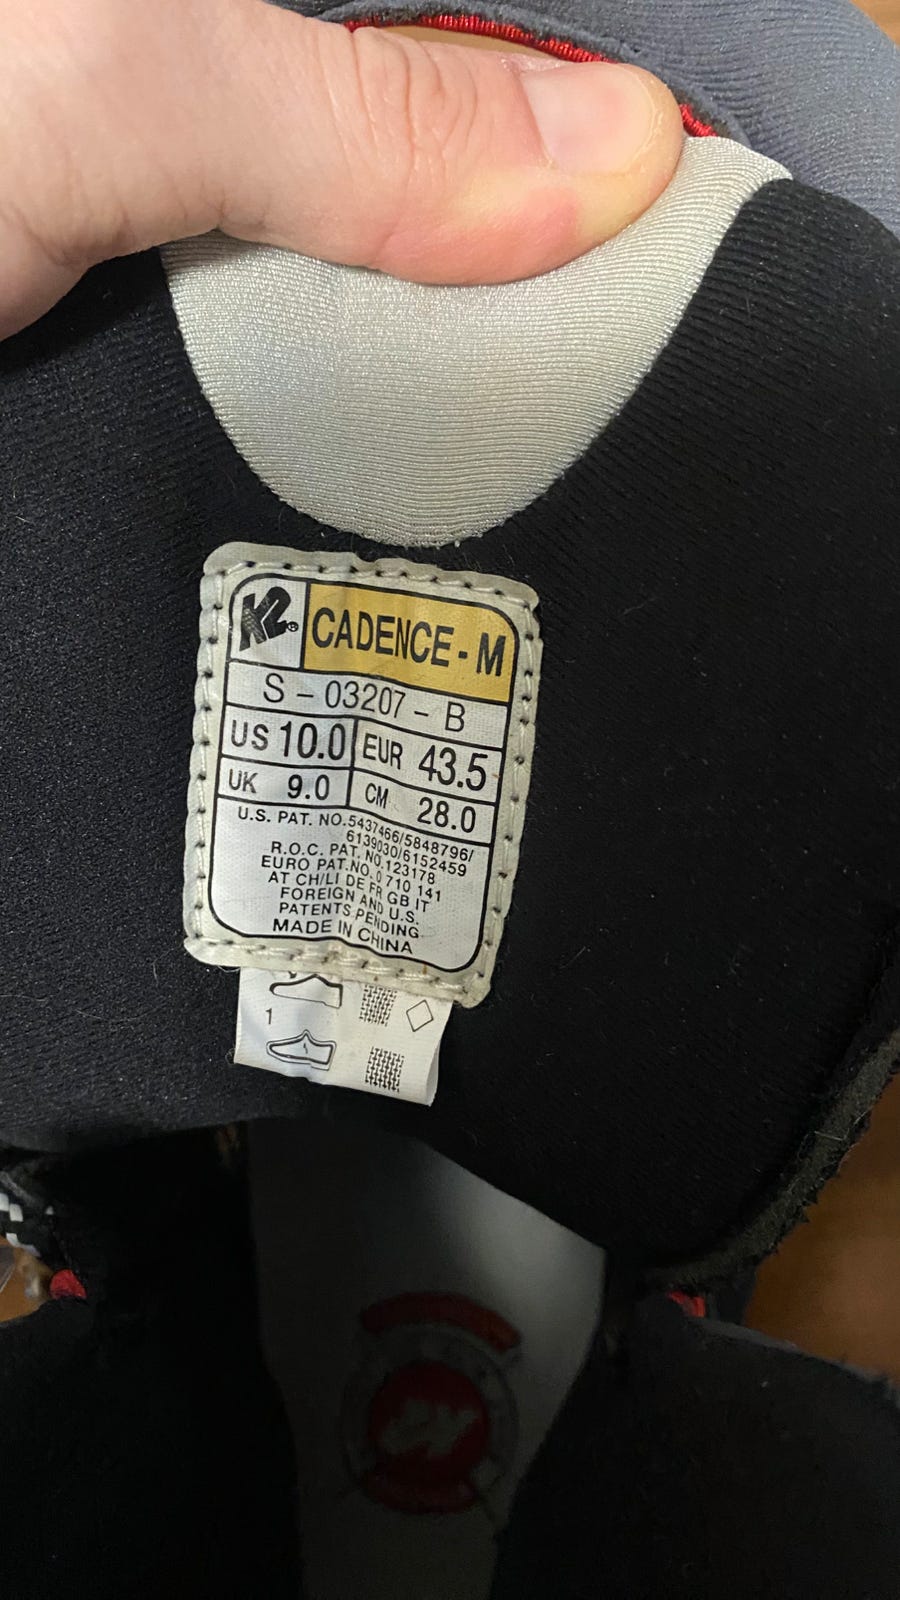 K2® CADENCE - M
S - 03207 - B
US 10.0 EUR 43.5
UK 9.0 CM 28.0
U.S. PAT. NO.5437466/5848796/
6139030/6152459
R.O.C. PAT. NO.123178
EURO PAT.NO. 0 710 141
AT CH/LI DE FR GB IT
FOREIGN AND U.S.
PATENTS PENDING
MADE IN CHINA
1
K2